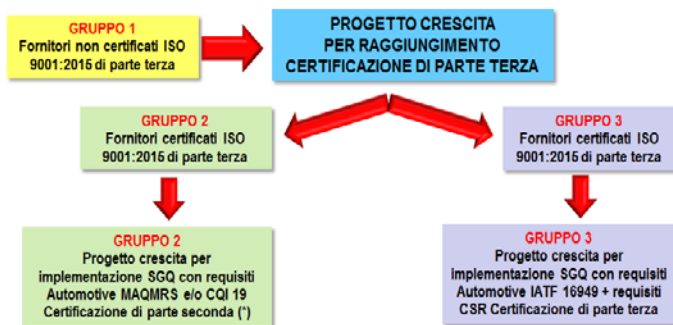 GRUPPO 1
Fornitori non certificati ISO
9001:2015 di parte terza
PROGETTO CRESCITA
PER RAGGIUNGIMENTO
CERTIFICAZIONE DI PARTE TERZA
GRUPPO 2
Fornitori certificati ISO
9001:2015 di parte terza
GRUPPO 3
Fornitori certificati ISO
9001:2015 di parte terza
GRUPPO 2
Progetto crescita per
implementazione SGQ con requisiti
Automotive MAQMRS e/o CQI 19
Certificazione di parte seconda (*)
GRUPPO 3
Progetto crescita per
implementazione SGQ con requisiti
Automotive IATF 16949 + requisiti
CSR Certificazione di parte terza